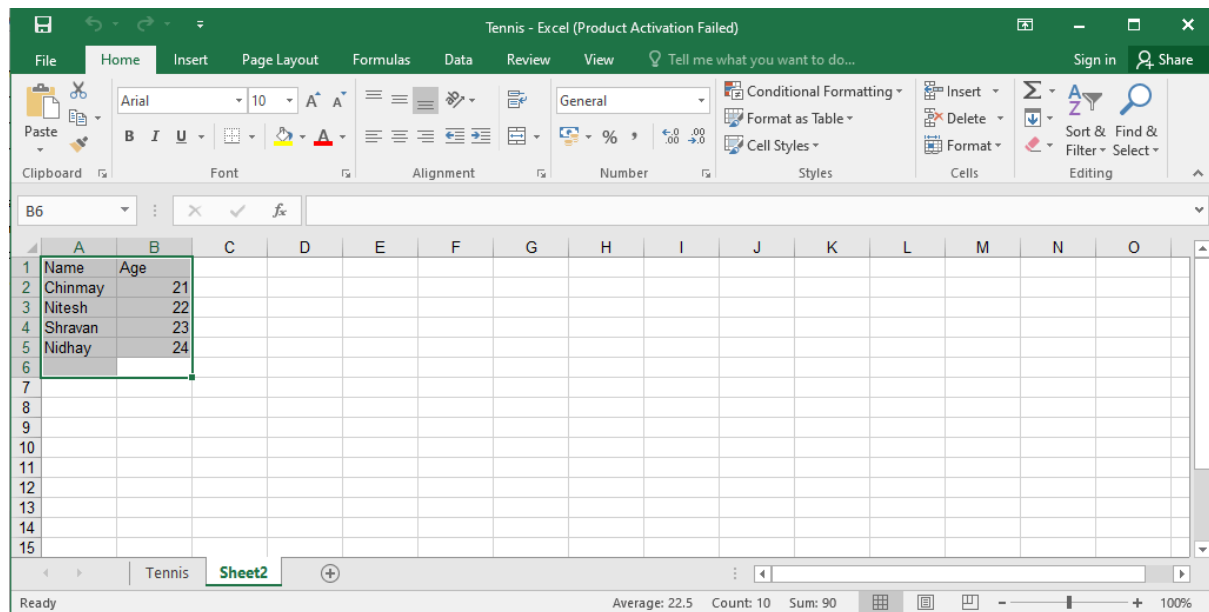 Tennis - Excel (Product Activation Failed)
File Home Insert Page Layout Formulas Data Review View Tell me what you want to do... Sign in Share
Arial 10 General Conditional Formatting Insert
Paste B I U A % , Format as Table Delete Sort & Find &
Cell Styles Format Filter Select
Clipboard Font Alignment Number Styles Cells Editing
B6 fx
A B C D E F G H I J K L M N O
1 Name Age
2 Chinmay 21
3 Nitesh 22
4 Shravan 23
5 Nidhay 24
6
7
8
9
10
11
12
13
14
15
Tennis Sheet2
Ready Average: 22.5 Count: 10 Sum: 90 100%